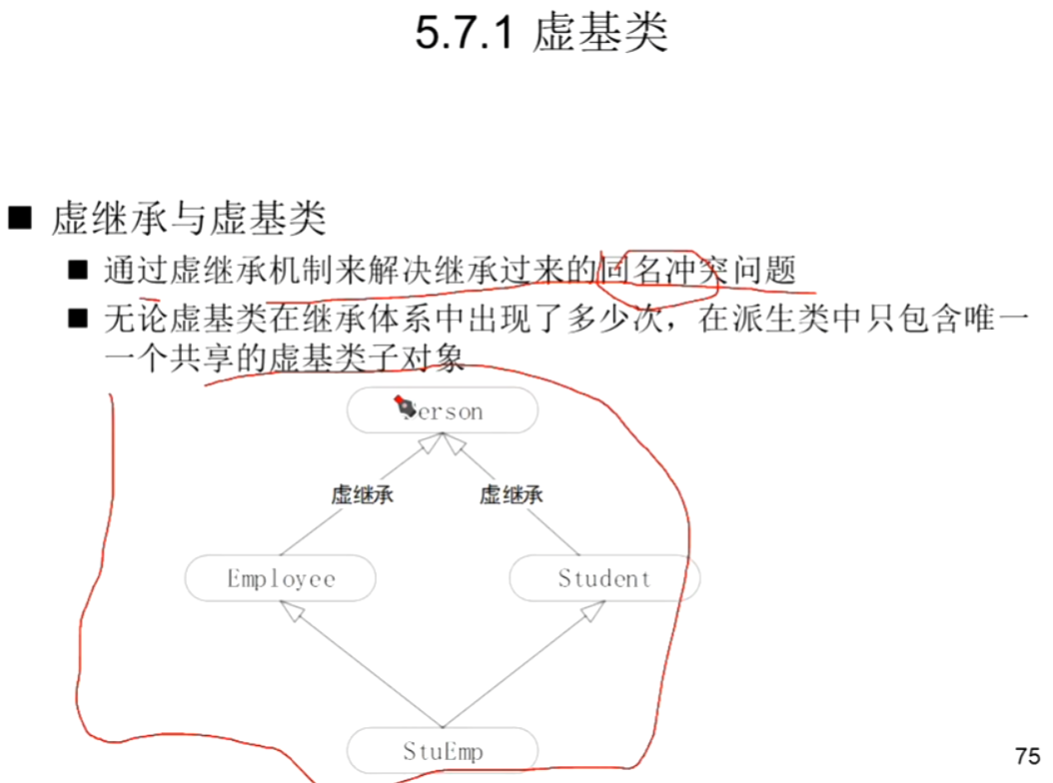 5.7.1 虚基类
■ 虚继承与虚基类
■ 通过虚继承机制来解决继承过来的同名冲突问题
■ 无论虚基类在继承体系中出现了多少次，在派生类中只包含唯一
一个共享的虚基类子对象
Person
虚继承 虚继承
Employee Student
StuEmp
75